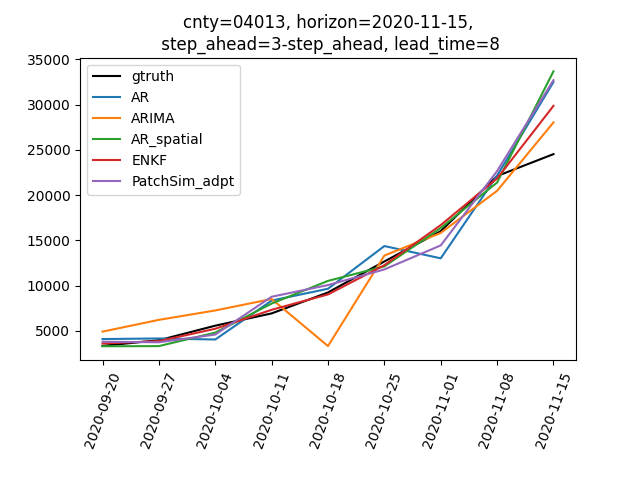 cnty=04013, horizon=2020-11-15,
step_ahead=3-step_ahead, lead_time=8
35000
30000
25000
20000
15000
10000
5000
gtruth
AR
ARIMA
AR_spatial
ENKF
PatchSim_adpt
2020-09-20
2020-09-27
2020-10-04
2020-10-11
2020-10-18
2020-10-25
2020-11-01
2020-11-08
2020-11-15